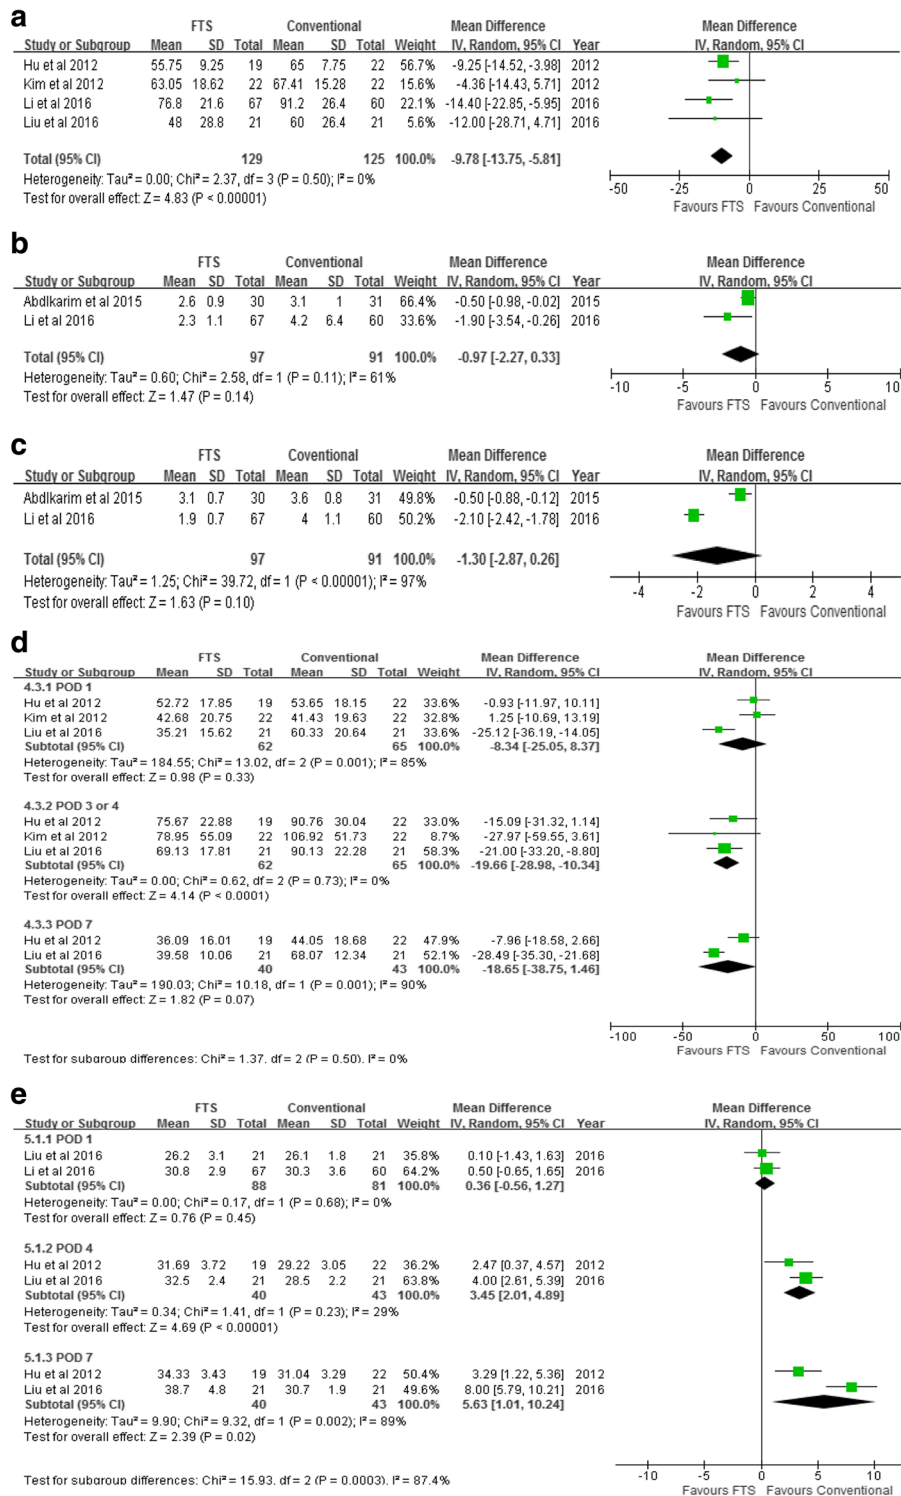 a
FTS Conventional Mean Difference Mean Difference
Study or Subgroup Mean SD Total Mean SD Total Weight IV, Random, 95% CI Year IV, Random, 95% CI
Hu et al 2012 55.75 9.25 19 65 7.75 22 56.7% -9.25 [-14.52, -3.98] 2012
Kim et al 2012 63.05 18.62 22 67.41 15.28 22 15.6% -4.36 [-14.43, 5.71] 2012
Li et al 2016 76.8 21.6 67 91.2 26.4 60 22.1% -14.40 [-22.85, -5.95] 2016
Liu et al 2016 48 28.8 21 60 26.4 21 5.6% -12.00 [-28.71, 4.71] 2016
Total (95% CI) 129 125 100.0% -9.78 [-13.75, -5.81]
Heterogeneity: Tau² = 0.00; Chi² = 2.37, df = 3 (P = 0.50); I² = 0%
Test for overall effect: Z = 4.83 (P < 0.00001)
-50 -25 0 25 50
Favours FTS Favours Conventional
b
FTS Conventional Mean Difference Mean Difference
Study or Subgroup Mean SD Total Mean SD Total Weight IV, Random, 95% CI Year IV, Random, 95% CI
Abdlkarim et al 2015 2.6 0.9 30 3.1 1 31 66.4% -0.50 [-0.98, -0.02] 2015
Li et al 2016 2.3 1.1 67 4.2 6.4 60 33.6% -1.90 [-3.54, -0.26] 2016
Total (95% CI) 97 91 100.0% -0.97 [-2.27, 0.33]
Heterogeneity: Tau² = 0.60; Chi² = 2.58, df = 1 (P = 0.11); I² = 61%
Test for overall effect: Z = 1.47 (P = 0.14)
-10 -5 0 5 10
Favours FTS Favours Conventional
c
FTS Coventional Mean Difference Mean Difference
Study or Subgroup Mean SD Total Mean SD Total Weight IV, Random, 95% CI Year IV, Random, 95% CI
Abdlkarim et al 2015 3.1 0.7 30 3.6 0.8 31 49.8% -0.50 [-0.88, -0.12] 2015
Li et al 2016 1.9 0.7 67 4 1.1 60 50.2% -2.10 [-2.42, -1.78] 2016
Total (95% CI) 97 91 100.0% -1.30 [-2.87, 0.26]
Heterogeneity: Tau² = 1.25; Chi² = 39.72, df = 1 (P < 0.00001); I² = 97%
Test for overall effect: Z = 1.63 (P = 0.10)
-4 -2 0 2 4
Favours FTS Favours Conventional
d
FTS Conventional Mean Difference Mean Difference
Study or Subgroup Mean SD Total Mean SD Total Weight IV, Random, 95% CI IV, Random, 95% CI
4.3.1 POD 1
Hu et al 2012 52.72 17.85 19 53.65 18.15 22 33.6% -0.93 [-11.97, 10.11]
Kim et al 2012 42.68 20.75 22 41.43 19.63 22 32.8% 1.25 [-10.69, 13.19]
Liu et al 2016 35.21 15.62 21 60.33 20.64 21 33.6% -25.12 [-36.19, -14.05]
Subtotal (95% CI) 62 65 100.0% -8.34 [-25.05, 8.37]
Heterogeneity: Tau² = 184.55; Chi² = 13.02, df = 2 (P = 0.001); I² = 85%
Test for overall effect: Z = 0.98 (P = 0.33)
4.3.2 POD 3 or 4
Hu et al 2012 75.67 22.88 19 90.76 30.04 22 33.0% -15.09 [-31.32, 1.14]
Kim et al 2012 78.95 55.09 22 106.92 51.73 22 8.7% -27.97 [-59.55, 3.61]
Liu et al 2016 69.13 17.81 21 90.13 22.28 21 58.3% -21.00 [-33.20, -8.80]
Subtotal (95% CI) 62 65 100.0% -19.66 [-28.98, -10.34]
Heterogeneity: Tau² = 0.00; Chi² = 0.62, df = 2 (P = 0.73); I² = 0%
Test for overall effect: Z = 4.14 (P < 0.0001)
4.3.3 POD 7
Hu et al 2012 36.09 16.01 19 44.05 18.68 22 47.9% -7.96 [-18.58, 2.66]
Liu et al 2016 39.58 10.06 21 68.07 12.34 21 52.1% -28.49 [-35.30, -21.68]
Subtotal (95% CI) 40 43 100.0% -18.65 [-38.75, 1.46]
Heterogeneity: Tau² = 190.03; Chi² = 10.18, df = 1 (P = 0.001); I² = 90%
Test for overall effect: Z = 1.82 (P = 0.07)
-100 -50 0 50 100
Favours FTS Favours Conventional
Test for subgroup differences: Chi² = 1.37, df = 2 (P = 0.50), I² = 0%
e
FTS Conventional Mean Difference Mean Difference
Study or Subgroup Mean SD Total Mean SD Total Weight IV, Random, 95% CI Year IV, Random, 95% CI
5.1.1 POD 1
Liu et al 2016 26.2 3.1 21 26.1 1.8 21 35.8% 0.10 [-1.43, 1.63] 2016
Li et al 2016 30.8 2.9 67 30.3 3.6 60 64.2% 0.50 [-0.65, 1.65] 2016
Subtotal (95% CI) 88 81 100.0% 0.36 [-0.56, 1.27]
Heterogeneity: Tau² = 0.00; Chi² = 0.17, df = 1 (P = 0.68); I² = 0%
Test for overall effect: Z = 0.76 (P = 0.45)
5.1.2 POD 4
Hu et al 2012 31.69 3.72 19 29.22 3.05 22 36.2% 2.47 [0.37, 4.57] 2012
Liu et al 2016 32.5 2.4 21 28.5 2.2 21 63.8% 4.00 [2.61, 5.39] 2016
Subtotal (95% CI) 40 43 100.0% 3.45 [2.01, 4.89]
Heterogeneity: Tau² = 0.34; Chi² = 1.41, df = 1 (P = 0.23); I² = 29%
Test for overall effect: Z = 4.69 (P < 0.00001)
5.1.3 POD 7
Hu et al 2012 34.33 3.43 19 31.04 3.29 22 50.4% 3.29 [1.22, 5.36] 2012
Liu et al 2016 38.7 4.8 21 30.7 1.9 21 49.6% 8.00 [5.79, 10.21] 2016
Subtotal (95% CI) 40 43 100.0% 5.63 [1.01, 10.24]
Heterogeneity: Tau² = 9.90; Chi² = 9.32, df = 1 (P = 0.002); I² = 89%
Test for overall effect: Z = 2.39 (P = 0.02)
-10 -5 0 5 10
Favours FTS Favours Conventional
Test for subgroup differences: Chi² = 15.93, df = 2 (P = 0.0003), I² = 87.4%